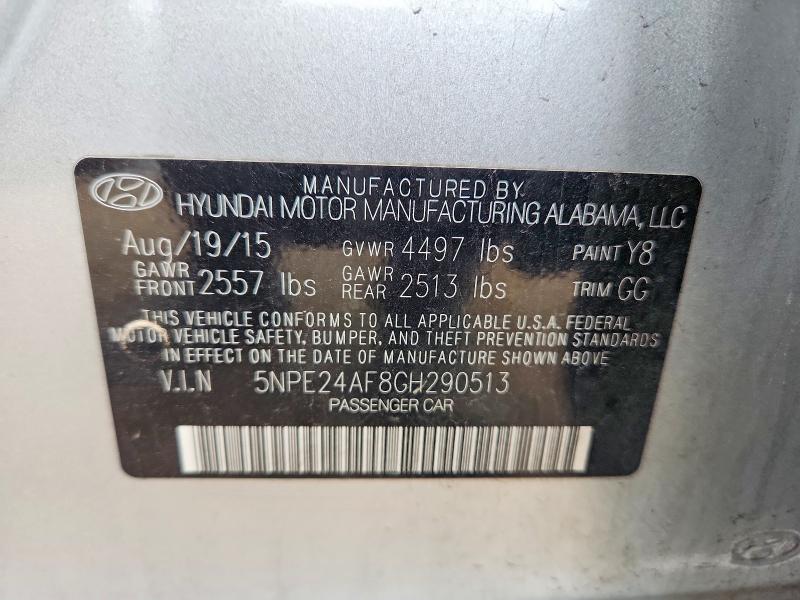 MANUFACTURED BY
HYUNDAI MOTOR MANUFACTURING ALABAMA, LLC
Aug/19/15 GVWR 4497 lbs PAINT Y8
GAWR FRONT 2557 lbs GAWR REAR 2513 lbs TRIM GG
THIS VEHICLE CONFORMS TO ALL APPLICABLE U.S.A. FEDERAL
MOTOR VEHICLE SAFETY, BUMPER, AND THEFT PREVENTION STANDARDS
IN EFFECT ON THE DATE OF MANUFACTURE SHOWN ABOVE.
V.I.N 5NPE24AF8GH290513
PASSENGER CAR